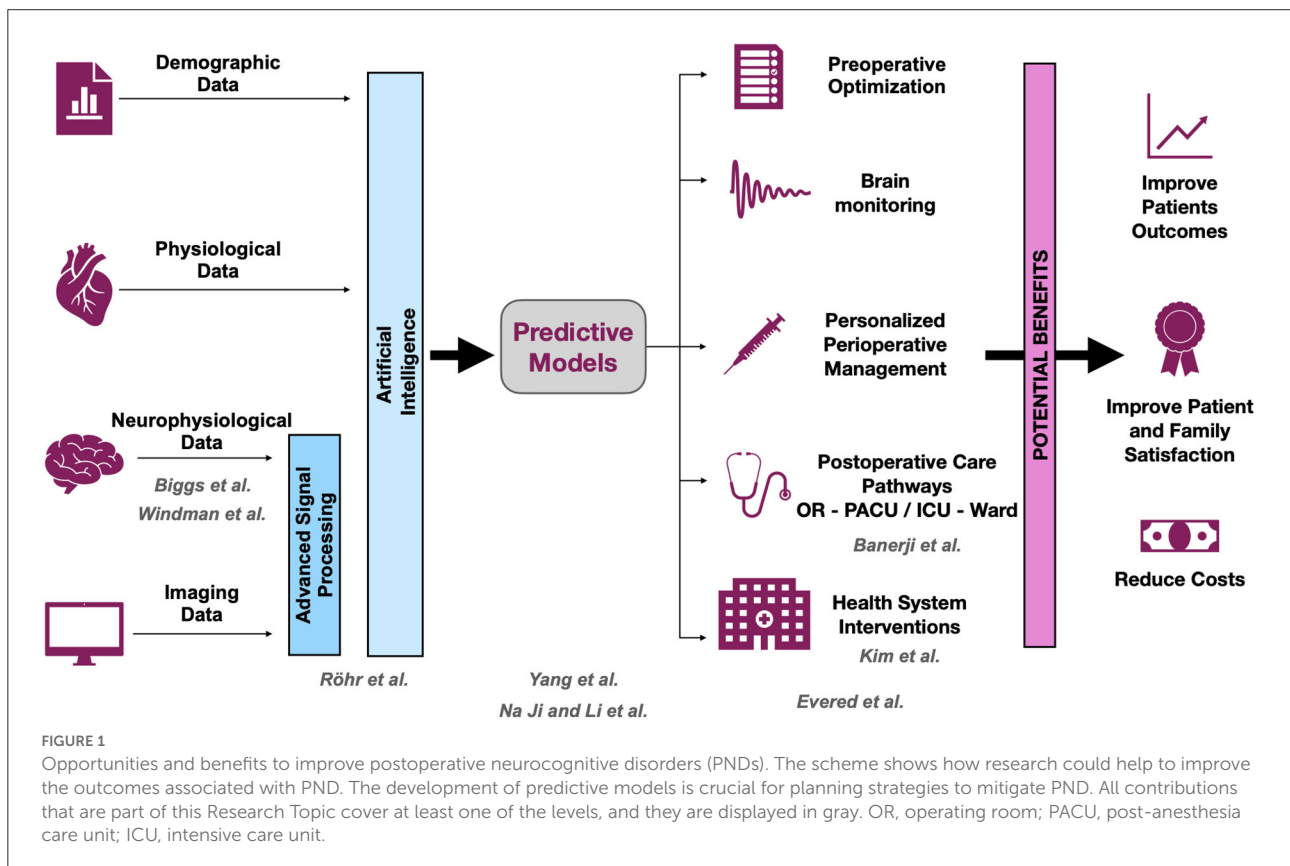 Demographic
Data
Physiological
Data
Neurophysiological
Data
Biggs et al.
Windman et al.
Imaging
Data
Advanced Signal
Processing
Artificial
Intelligence
Röhr et al.
Predictive
Models
Yang et al.
Na Ji and Li et al.
Preoperative
Optimization
Brain
monitoring
Personalized
Perioperative
Management
Postoperative Care
Pathways
OR - PACU / ICU - Ward
Banerji et al.
Health System
Interventions
Kim et al.
Evered et al.
POTENTIAL BENEFITS
Improve
Patients
Outcomes
Improve Patient
and Family
Satisfaction
Reduce Costs
FIGURE 1
Opportunities and benefits to improve postoperative neurocognitive disorders (PNDs). The scheme shows how research could help to improve
the outcomes associated with PND. The development of predictive models is crucial for planning strategies to mitigate PND. All contributions
that are part of this Research Topic cover at least one of the levels, and they are displayed in gray. OR, operating room; PACU, post-anesthesia
care unit; ICU, intensive care unit.